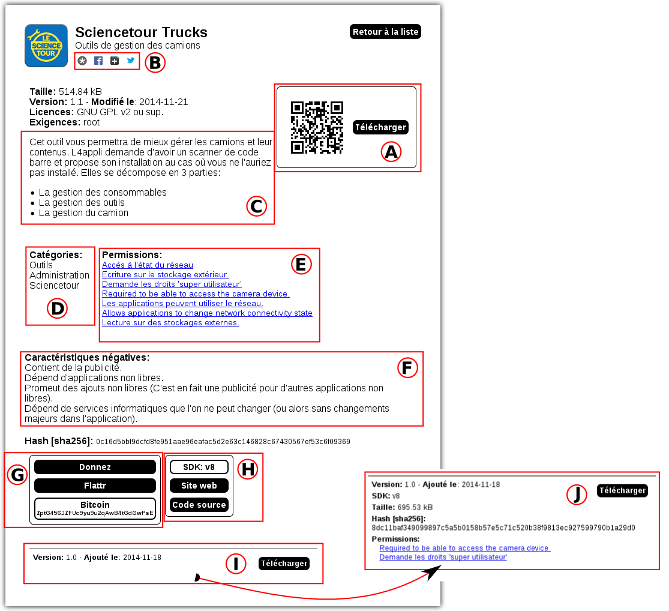 LE
SCIENCE
TOUR
Sciencetour Trucks
Outils de gestion des camions
Retour à la liste
B
Taille: 514.84 kB
Version: 1.1 - Modifié le: 2014-11-21
Licences: GNU GPL v2 ou sup.
Exigences: root
Télécharger
A
Cet outil vous permettra de mieux gérer les camions et leur
contenus. L4appli demande d'avoir un scanner de code
barre et propose son installation au cas où vous ne l'auriez
pas installé. Elles se décompose en 3 parties:
La gestion des consommables
La gestion des outils
La gestion du camion
C
Catégories:
Outils
Administration
Sciencetour
D
Permissions:
Accés à l'état du réseau
Ecriture sur le stockage extérieur.
Demande les droits 'super utilisateur'
Required to be able to access the camera device.
Les applications peuvent utiliser le réseau.
Allows applications to change network connectivity state
Lecture sur des stockages externes.
E
Caractéristiques négatives:
Contient de la publicité.
Dépend d'applications non libres.
Promeut des ajouts non libres (C'est en fait une publicité pour d'autres applications non
libres).
Dépend de services informatiques que l'on ne peut changer (ou alors sans changements
majeurs dans l'application).
F
Hash [sha256]:
G
Donnez
Flattr
Bitcoin
SDK: v8
Site web
Code source
H
Version: 1.0 - Ajouté le: 2014-11-18
I
Télécharger
Version: 1.0 - Ajouté le: 2014-11-18
SDK: v8
Taille: 695.53 kB
Hash [sha256]:
Permissions:
Required to be able to access the camera device.
Demande les droits 'super utilisateur'
J
Télécharger